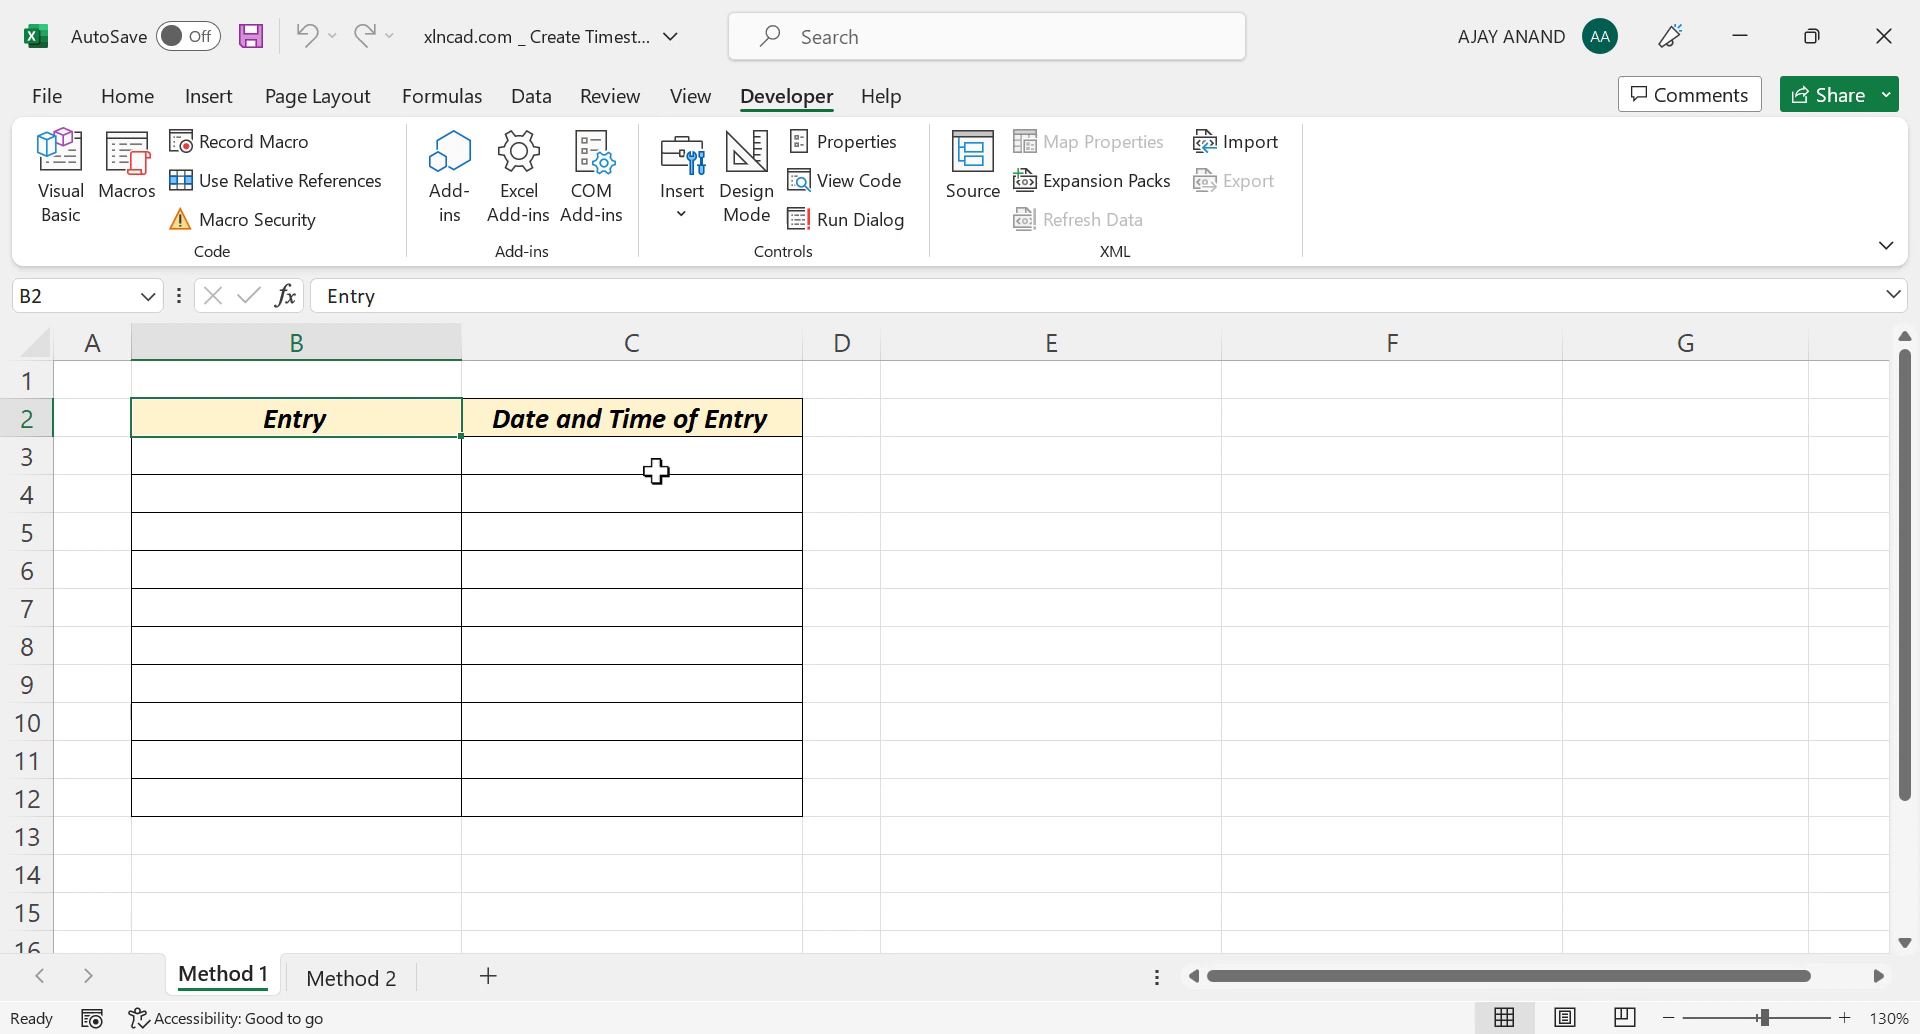 AutoSave Off xlncad.com _ Create Timest... Search AJAY ANAND AA
File Home Insert Page Layout Formulas Data Review View Developer Help Comments Share
Visual Basic
Macros
Record Macro
Use Relative References
Macro Security
Code
Add-ins
Excel Add-ins
COM Add-ins
Add-ins
Insert
Design Mode
Properties
View Code
Run Dialog
Controls
Source
Map Properties
Expansion Packs
Refresh Data
Import
Export
XML
B2 fx Entry
A B C D E F G
1
2 Entry Date and Time of Entry
3
4
5
6
7
8
9
10
11
12
13
14
15
16
Method 1 Method 2
Ready Accessibility: Good to go 130%